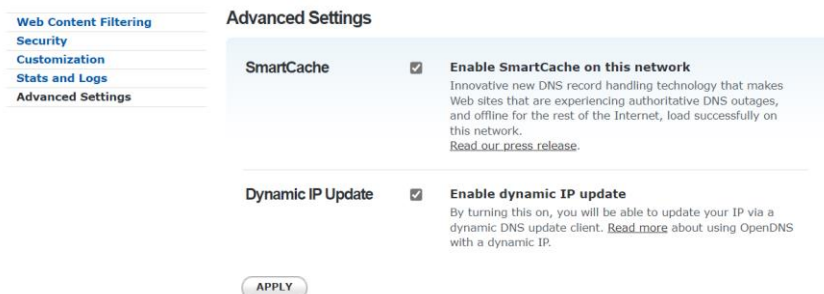 Web Content Filtering
Security
Customization
Stats and Logs
Advanced Settings
Advanced Settings
SmartCache
Enable SmartCache on this network
Innovative new DNS record handling technology that makes
Web sites that are experiencing authoritative DNS outages,
and offline for the rest of the Internet, load successfully on
this network.
Read our press release.
Dynamic IP Update
Enable dynamic IP update
By turning this on, you will be able to update your IP via a
dynamic DNS update client. Read more about using OpenDNS
with a dynamic IP.
APPLY